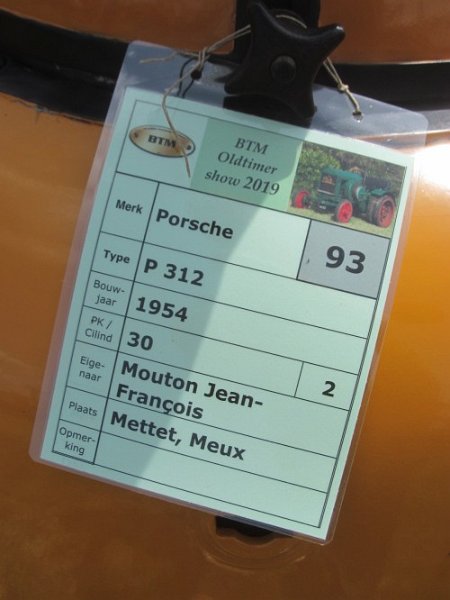 BTM
BTM
Oldtimer
show 2019
Merk Porsche 93
Type P 312
Bouw-
jaar 1954
PK /
Cilind 30 2
Eige-
naar Mouton Jean-
François
Plaats Mettet, Meux
Opmer-
king